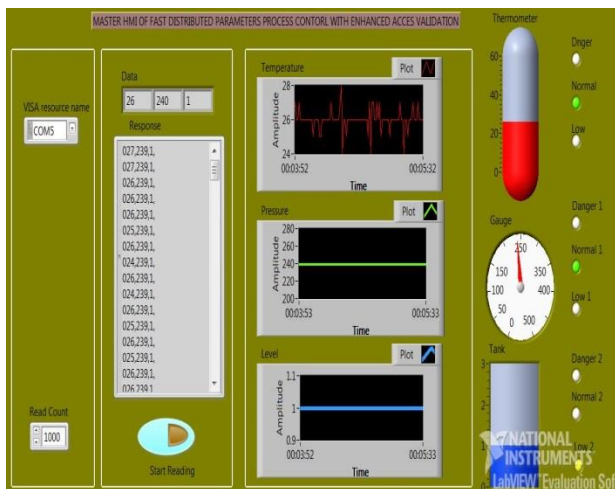 MASTER HMI OF FAST DISTRIBUTED PARAMETERS PROCESS CONTORL WITH ENHANCED ACCES VALIDATION
VISA resource name
COM5
Read Count
1000
Data
26 240 1
Response
027,239,1,
027,239,1,
026,239,1,
026,239,1,
026,239,1,
024,239,1,
026,239,1,
024,239,1,
026,239,1,
025,239,1,
026,239,1,
025,239,1,
025,239,1,
026,239,1,
026,239,1,
Start Reading
Temperature
Plot
Amplitude
28
26
24
00:03:52
00:05:32
Time
Pressure
Plot
Amplitude
280
260
240
220
200
00:03:53
00:05:33
Time
Level
Plot
Amplitude
1.1
1
0.9
00:03:53
00:05:33
Time
Thermometer
60
40
20
0
Dnger
Normal
Low
Gauge
0 50 100 150 250 350 400 500
Danger 1
Normal 1
Low 1
Tank
3
2
1
Danger 2
Normal 2
Low 2
NATIONAL
INSTRUMENTS
LabVIEW Evaluation So